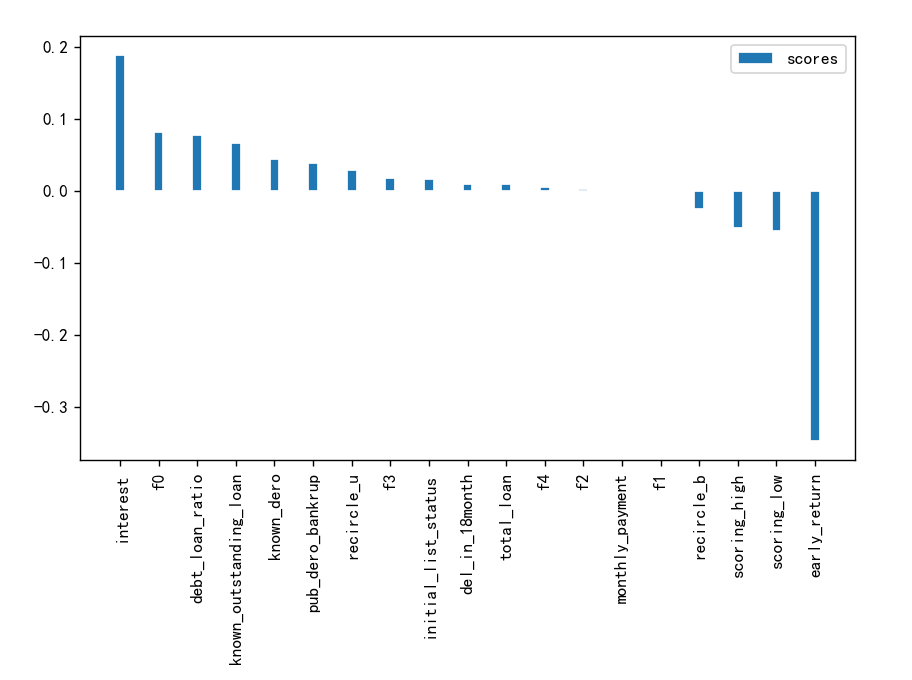 scores
0.2
0.1
0.0
−0.1
−0.2
−0.3
interest
f0
debt_loan_ratio
known_outstanding_loan
known_dero
pub_dero_bankrup
recircle_u
f3
initial_list_status
del_in_18month
total_loan
f4
f2
monthly_payment
f1
recircle_b
scoring_high
scoring_low
early_return